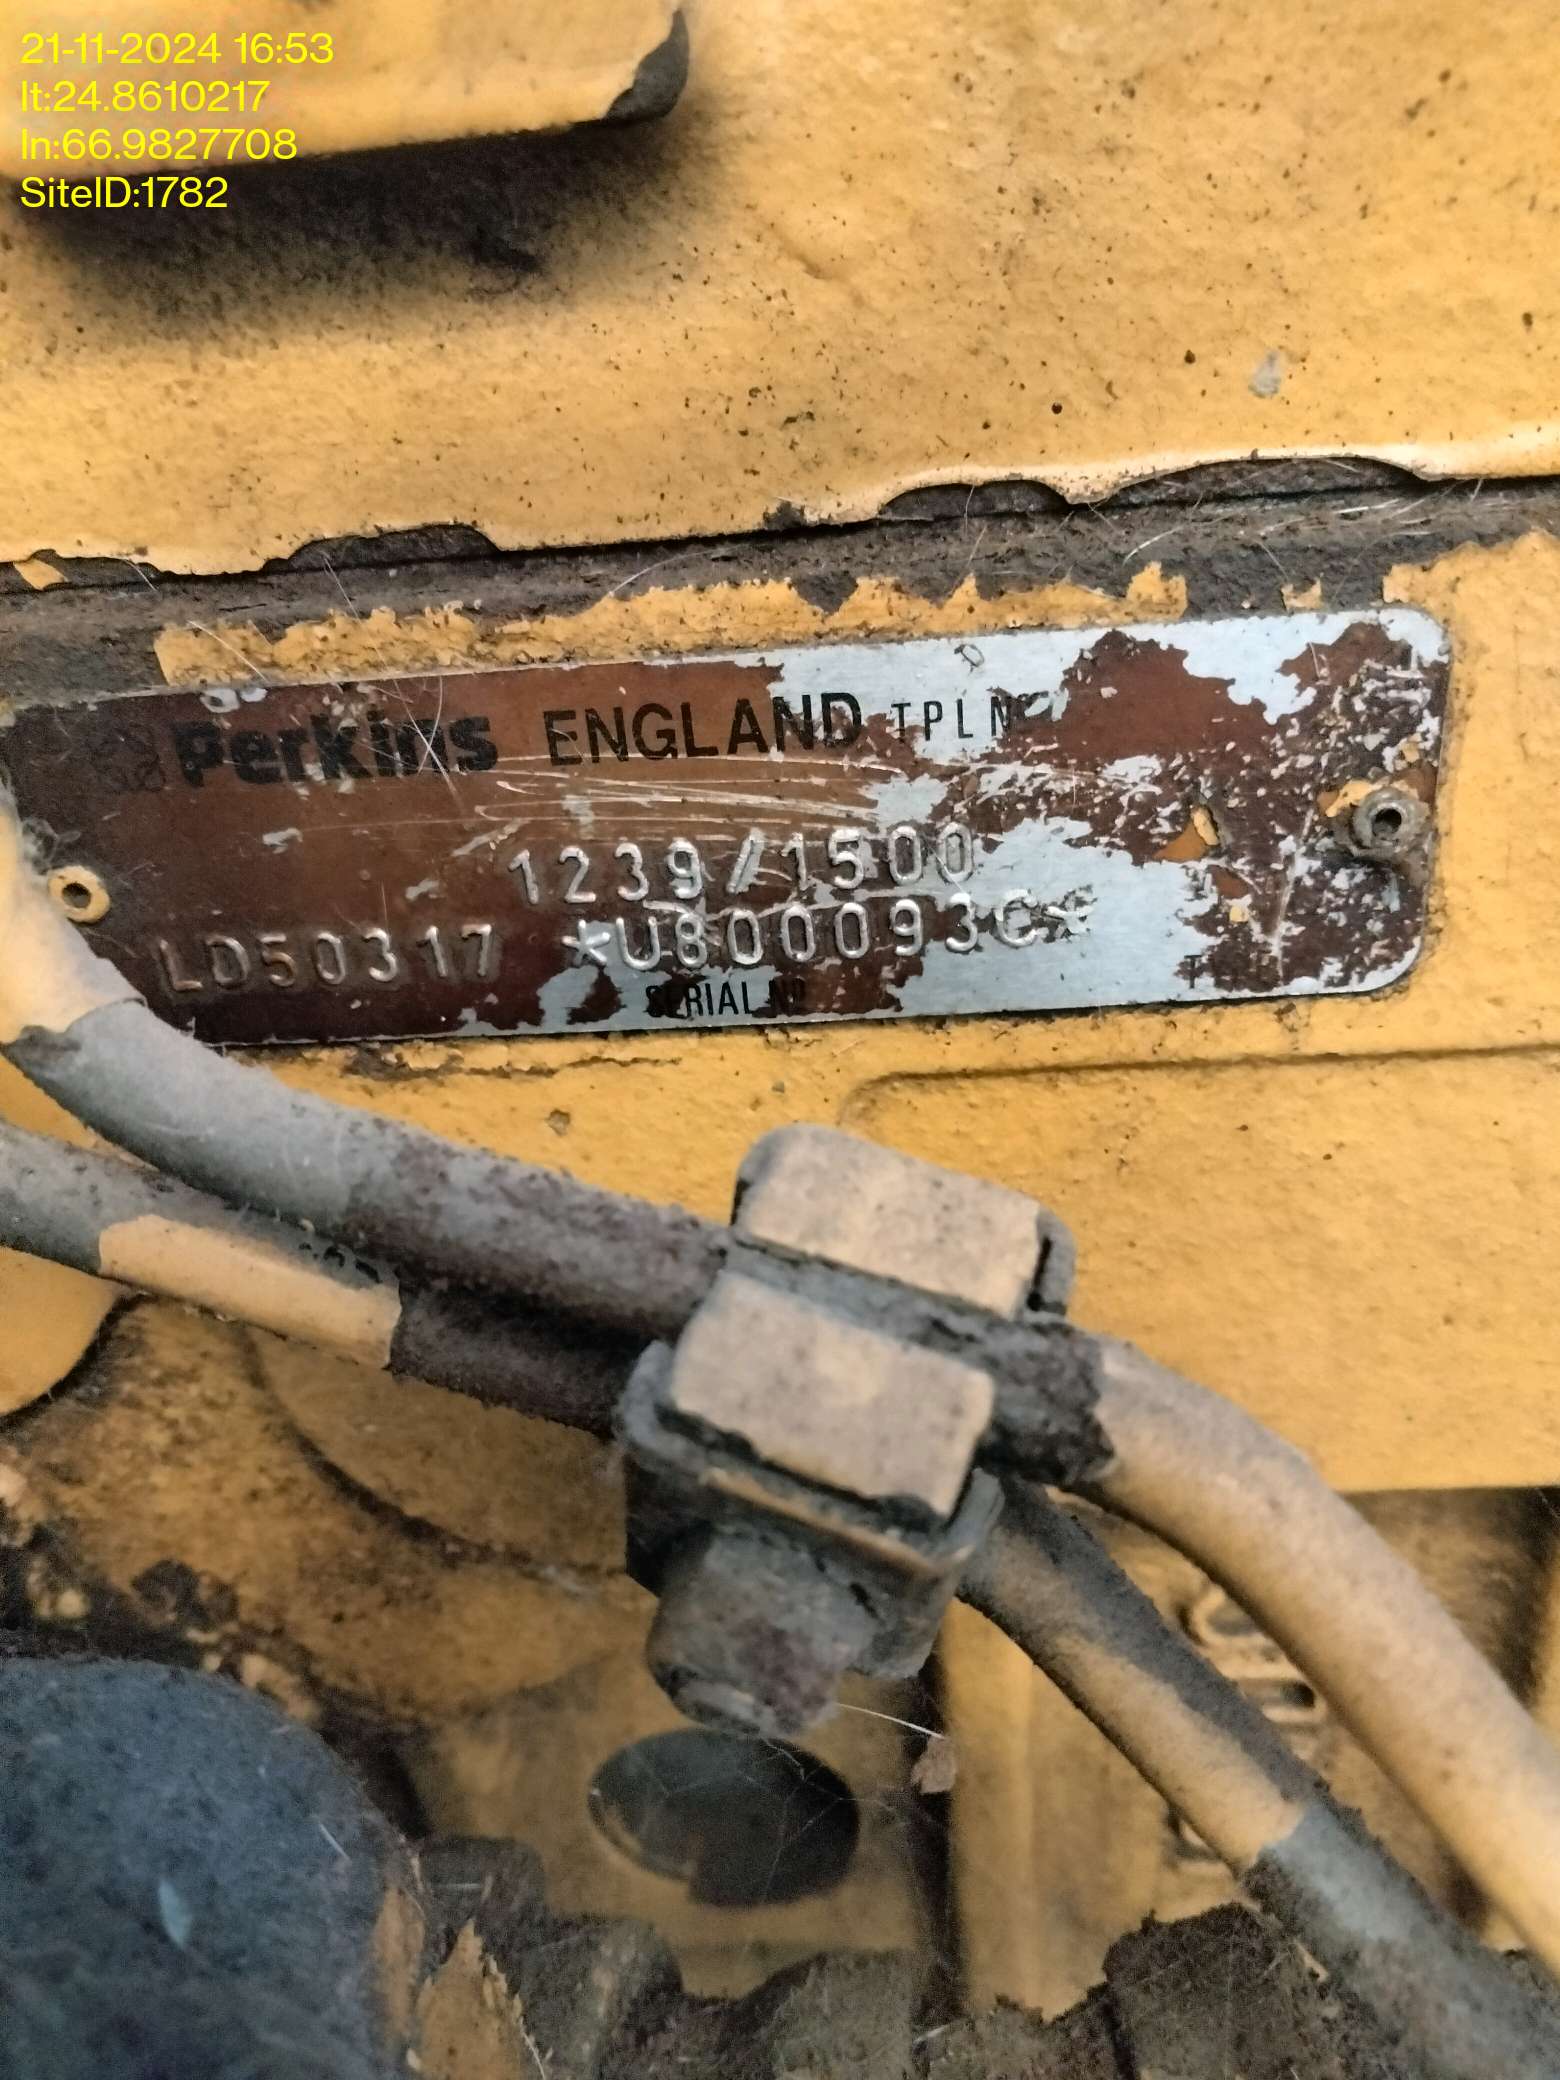 21-11-2024 16:53
lt:24.8610217
ln:66.9827708
SiteID:1782
Perkins ENGLAND TPL Nº
1239/1500
LD50317 *U800093C*
SERIAL Nº